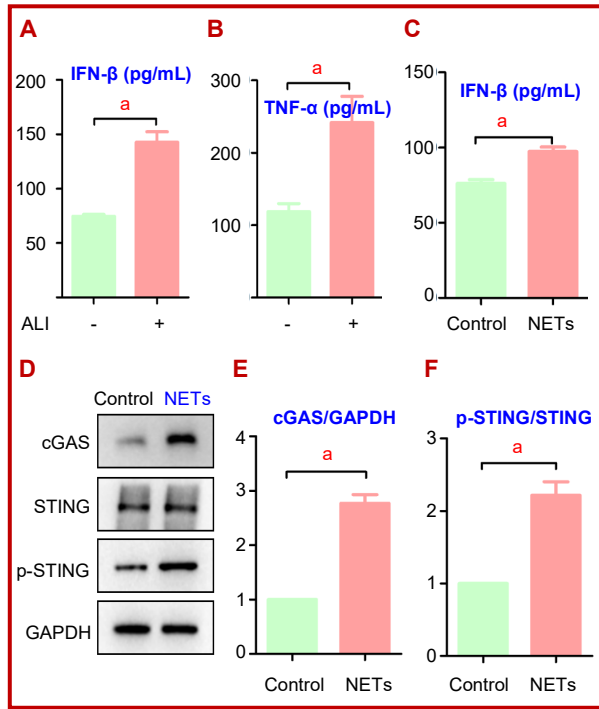 A
IFN-β (pg/mL)
200
150
100
50
0
a
ALI - +
B
TNF-α (pg/mL)
300
200
100
0
a
- +
C
IFN-β (pg/mL)
150
100
50
0
a
Control NETs
D
Control NETs
cGAS
STING
p-STING
GAPDH
E
cGAS/GAPDH
4
3
2
1
0
a
Control NETs
F
p-STING/STING
3
2
1
0
a
Control NETs